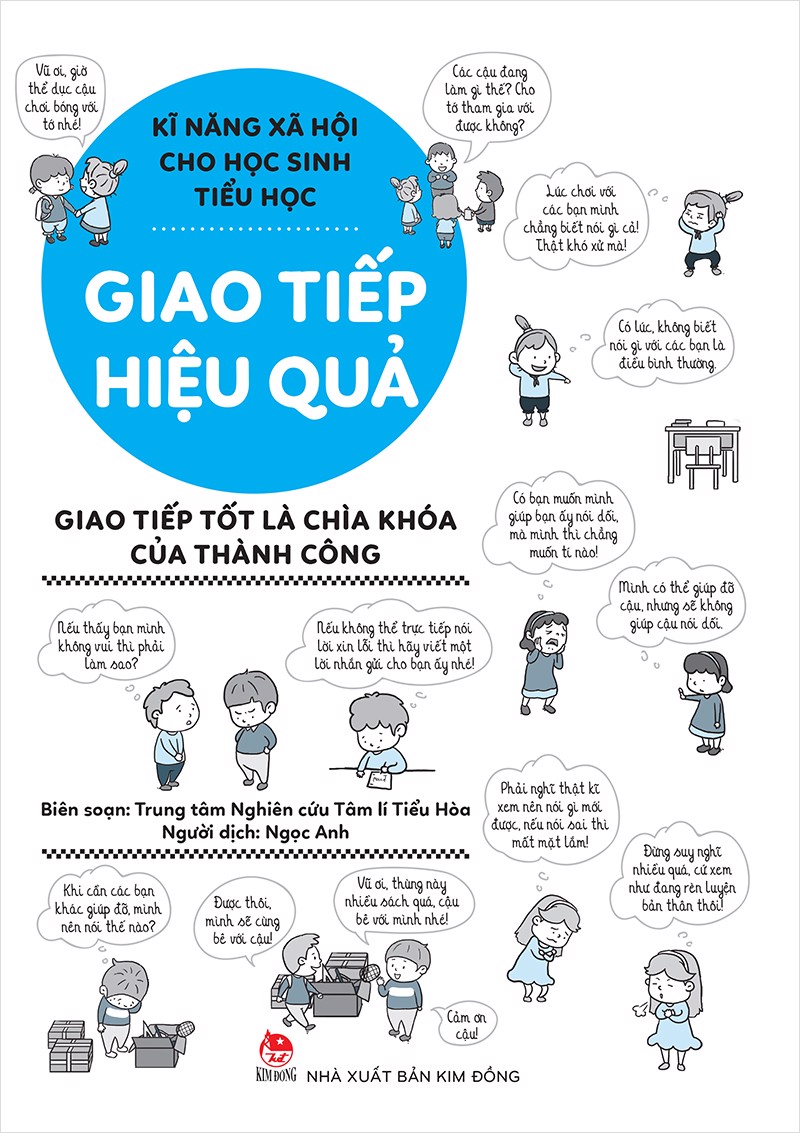 Vũ ơi, giờ
thể dục cậu
chơi bóng với
tớ nhé!
KĨ NĂNG XÃ HỘI
CHO HỌC SINH
TIỂU HỌC
Các cậu đang
làm gì thế? Cho
tớ tham gia với
được không?
GIAO TIẾP
HIỆU QUẢ
Lúc chơi với
các bạn mình
chẳng biết nói gì cả!
Thật khó xử mà!
Có lúc, không biết
nói gì với các bạn là
điều bình thường.
GIAO TIẾP TỐT LÀ CHÌA KHÓA
CỦA THÀNH CÔNG
Có bạn muốn mình
giúp bạn ấy nói dối,
mà mình thì chẳng
muốn tí nào!
Mình có thể giúp đỡ
cậu, nhưng sẽ không
giúp cậu nói dối.
Nếu thấy bạn mình
không vui thì phải
làm sao?
Nếu không thể trực tiếp nói
lời xin lỗi thì hãy viết một
lời nhắn gửi cho bạn ấy nhé!
Biên soạn: Trung tâm Nghiên cứu Tâm lí Tiểu Hòa
Người dịch: Ngọc Anh
Phải nghĩ thật kĩ
xem nên nói gì mới
được, nếu nói sai thì
mất mặt lắm!
Đừng suy nghĩ
nhiều quá, cứ xem
như đang rèn luyện
bản thân thôi!
Khi cần các bạn
khác giúp đỡ, mình
nên nói thế nào?
Được thôi,
mình sẽ cùng
bê với cậu!
Vũ ơi, thùng này
nhiều sách quá, cậu
bê với mình nhé!
Cảm ơn
cậu!
KIM ĐỒNG
NHÀ XUẤT BẢN KIM ĐỒNG